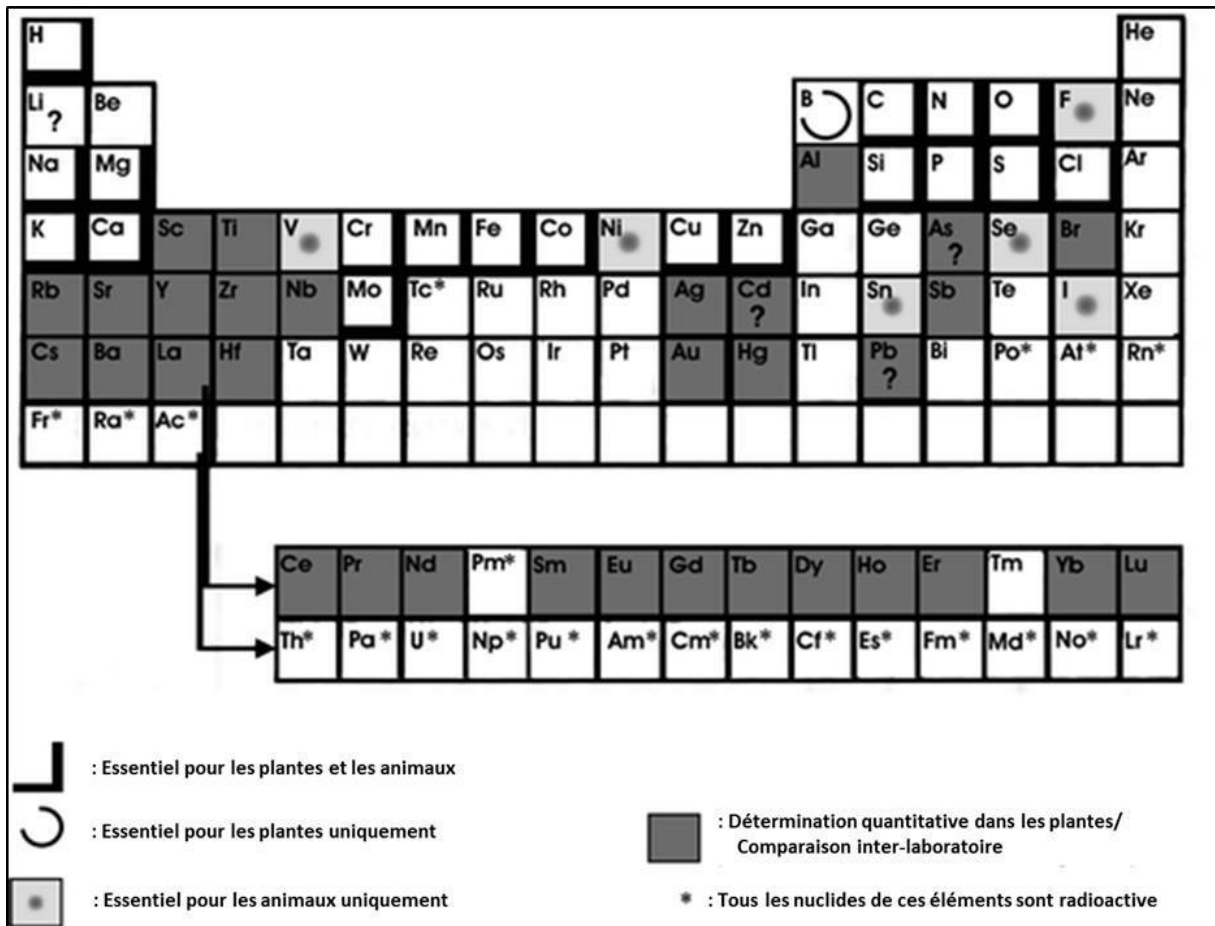 H He
Li ? Be B C N O F Ne
Na Mg Al Si P S Cl Ar
K Ca Sc Ti V Cr Mn Fe Co Ni Cu Zn Ga Ge As ? Se Br Kr
Rb Sr Y Zr Nb Mo Tc* Ru Rh Pd Ag Cd ? In Sn Sb Te I Xe
Cs Ba La Hf Ta W Re Os Ir Pt Au Hg Tl Pb ? Bi Po* At* Rn*
Fr* Ra* Ac*
Ce Pr Nd Pm* Sm Eu Gd Tb Dy Ho Er Tm Yb Lu
Th* Pa* U* Np* Pu* Am* Cm* Bk* Cf* Es* Fm* Md* No* Lr*
: Essentiel pour les plantes et les animaux
: Essentiel pour les plantes uniquement
: Essentiel pour les animaux uniquement
: Détermination quantitative dans les plantes/
Comparaison inter-laboratoire
* : Tous les nuclides de ces éléments sont radioactive